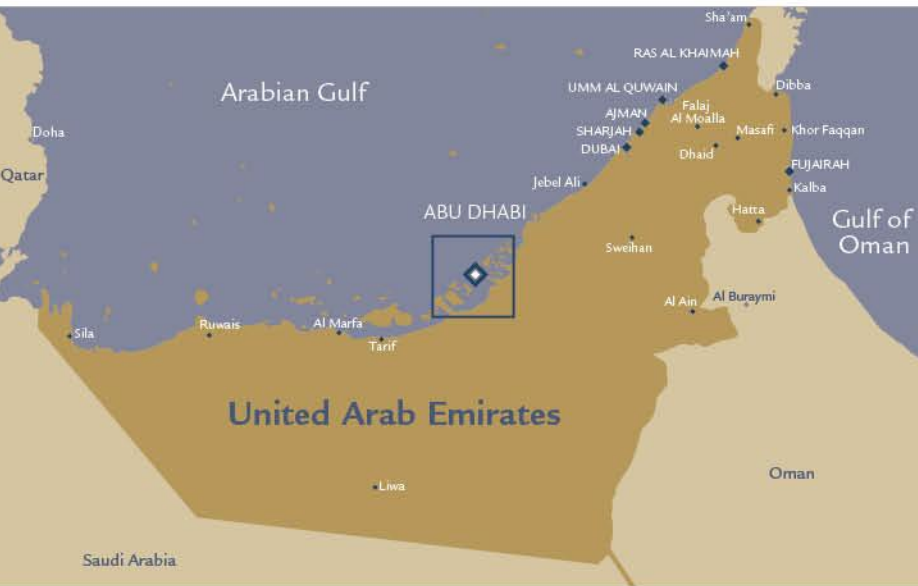 Sha'am
RAS AL KHAIMAH
Arabian Gulf
UMM AL QUWAIN
Dibba
Falaj
Al Moalla
AJMAN
Doha
SHARJAH
Masafi
Khor Faqqan
DUBAI
Dhaid
FUJAIRAH
Qatar
Jebel Ali
Kalba
ABU DHABI
Hatta
Gulf of
Oman
Sweihan
Al Ain
Al Buraymi
Sila
Ruwais
Al Marfa
Tarif
United Arab Emirates
Oman
Liwa
Saudi Arabia